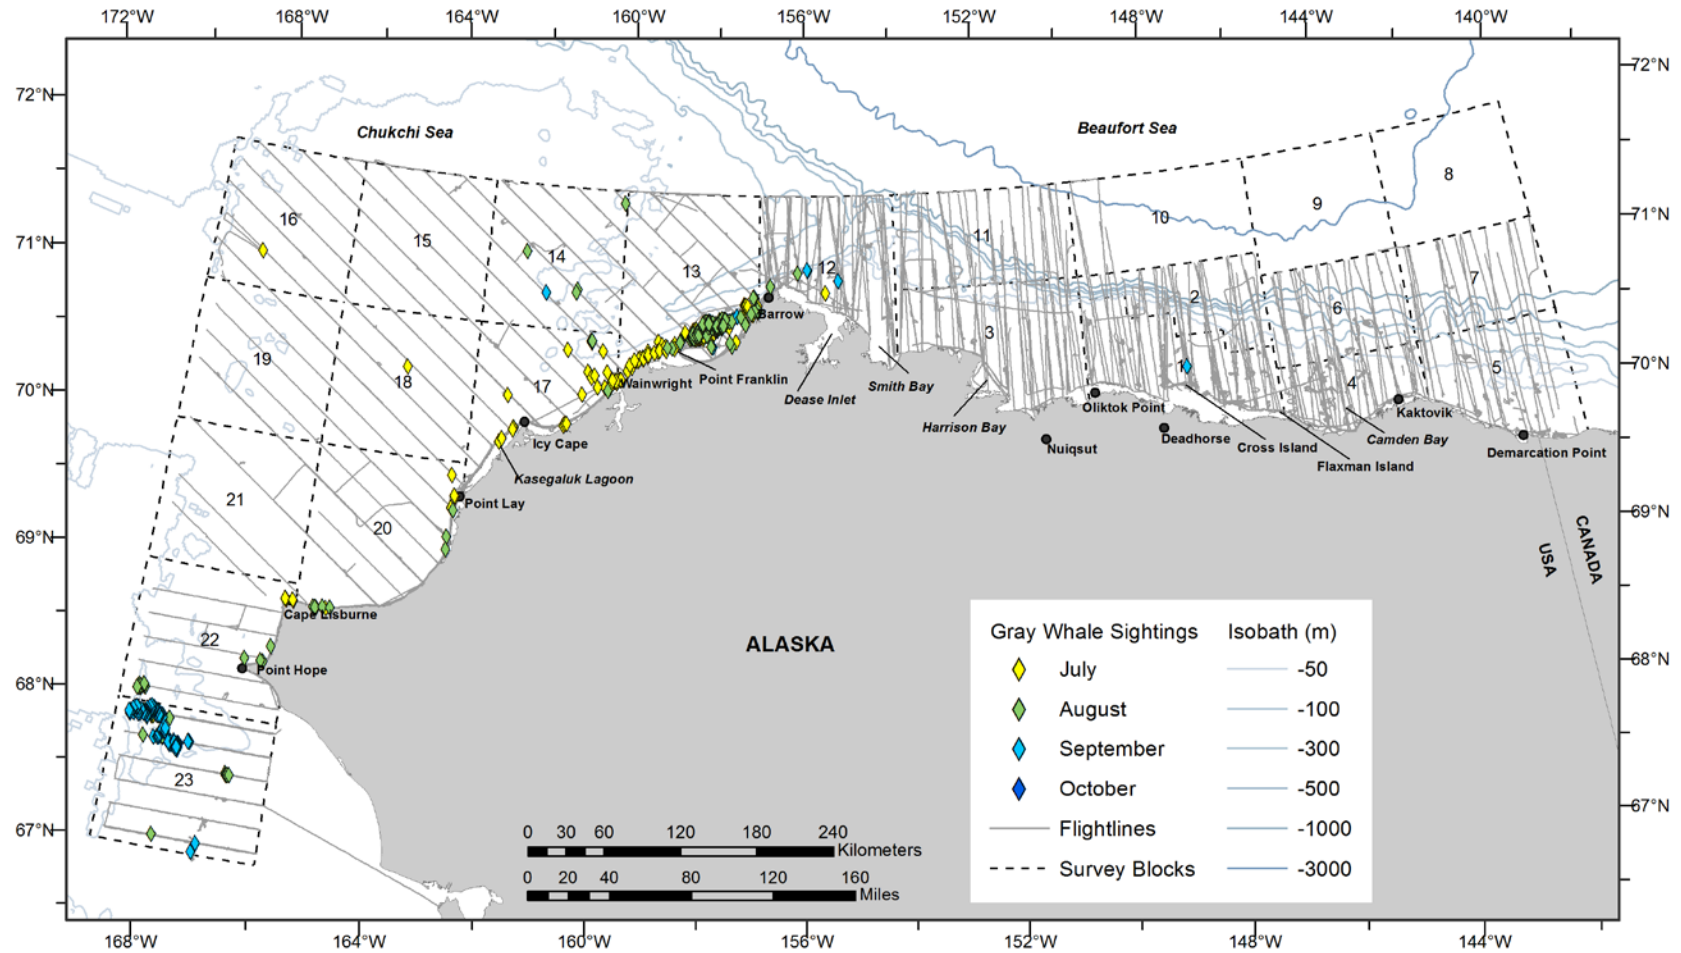 172°W 168°W 164°W 160°W 156°W 152°W 148°W 144°W 140°W
72°N 72°N
Chukchi Sea Beaufort Sea
8
9
16 10
71°N 71°N
15 11
14 12
13 7
2
6
Barrow
3
19 70°N
1 5
70°N 18 17 Wainwright Point Franklin 4
Smith Bay
Dease Inlet
Oliktok Point Kaktovik
Harrison Bay
Icy Cape Deadhorse Camden Bay
Nuiqsut Cross Island Demarcation Point
Flaxman Island
Kasegaluk Lagoon
21 Point Lay
69°N
20
69°N
USA CANADA
Cape Lisburne
22 ALASKA
Point Hope 68°N
68°N
23
67°N
67°N
Gray Whale Sightings Isobath (m)
July -50
August -100
September -300
October -500
Flightlines -1000
Survey Blocks -3000
0 30 60 120 180 240
Kilometers
0 20 40 80 120 160
Miles
168°W 164°W 160°W 156°W 152°W 148°W 144°W